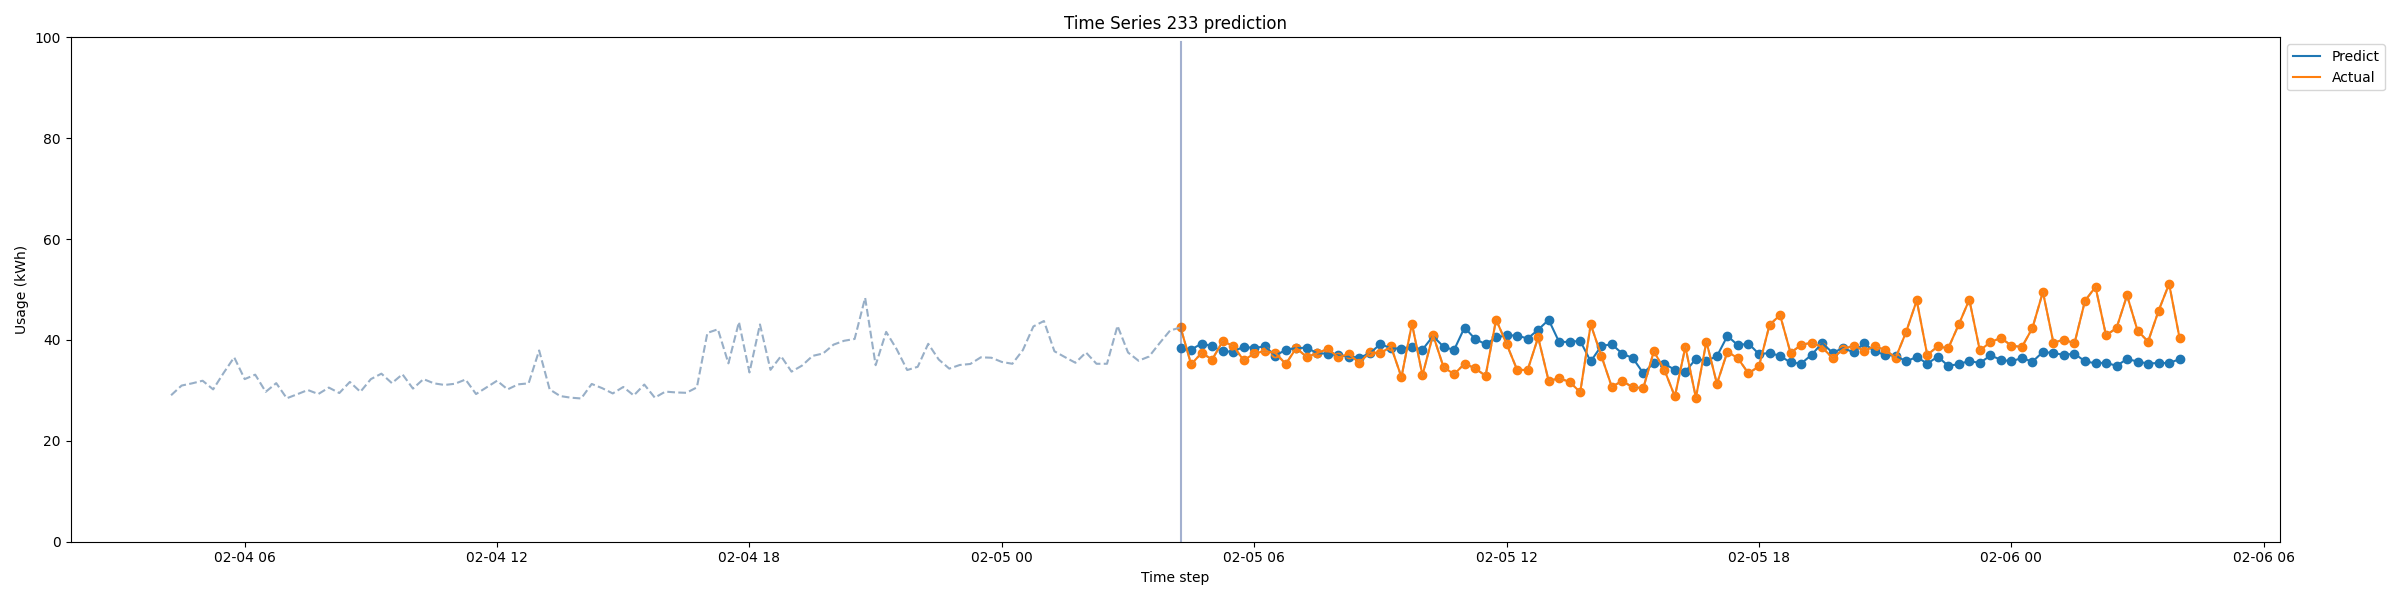 Time Series 233 prediction
100
80
60
40
20
0
Usage (kWh)
02-04 06 02-04 12 02-04 18 02-05 00 02-05 06 02-05 12 02-05 18 02-06 00 02-06 06
Time step
Predict
Actual